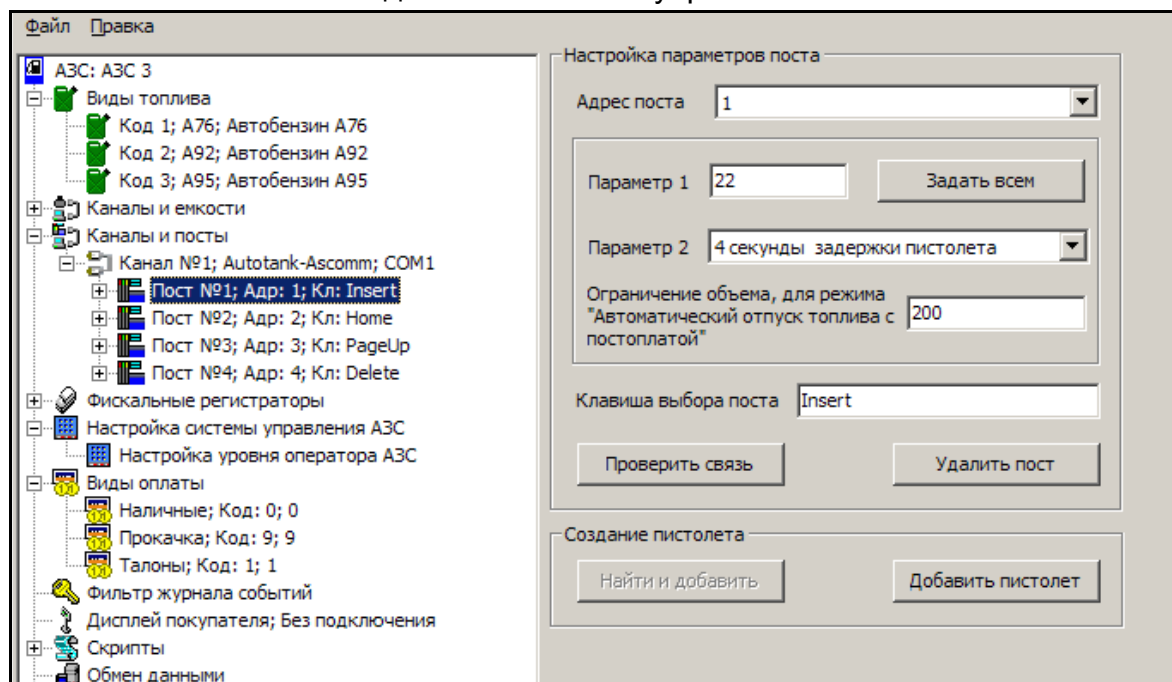 Файл Правка
АЗС: АЗС 3
Виды топлива
Код 1; А76; Автобензин А76
Код 2; А92; Автобензин А92
Код 3; А95; Автобензин А95
Каналы и емкости
Каналы и посты
Канал №1; Autotank-Ascomm; COM1
Пост №1; Адр: 1; Кл: Insert
Пост №2; Адр: 2; Кл: Home
Пост №3; Адр: 3; Кл: PageUp
Пост №4; Адр: 4; Кл: Delete
Фискальные регистраторы
Настройка системы управления АЗС
Настройка уровня оператора АЗС
Виды оплаты
Наличные; Код: 0; 0
Прокачка; Код: 9; 9
Талоны; Код: 1; 1
Фильтр журнала событий
Дисплей покупателя; Без подключения
Скрипты
Обмен данными
Настройка параметров поста
Адрес поста 1
Параметр 1 22 Задать всем
Параметр 2 4 секунды задержки пистолета
Ограничение объема, для режима
"Автоматический отпуск топлива с 200
постоплатой"
Клавиша выбора поста Insert
Проверить связь Удалить пост
Создание пистолета
Найти и добавить Добавить пистолет